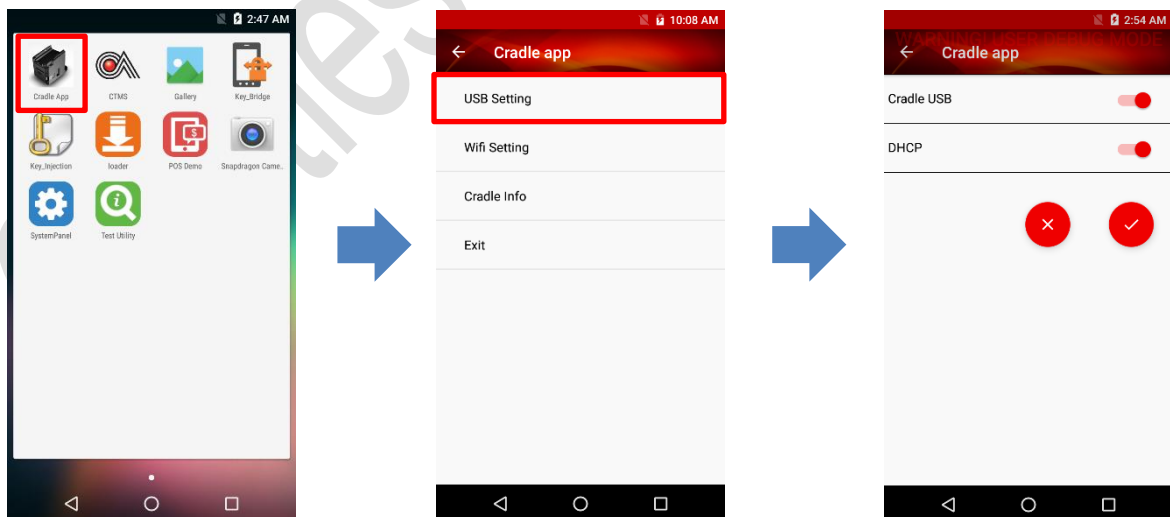 2:47 AM
Cradle App
CTMS
Gallery
Key_Bridge
Key_Injection
loader
POS Demo
Snapdragon Came..
SystemPanel
Test Utility
10:08 AM
Cradle app
USB Setting
Wifi Setting
Cradle Info
Exit
2:54 AM
WARNING! USER DEBUG MODE
Cradle app
Cradle USB
DHCP